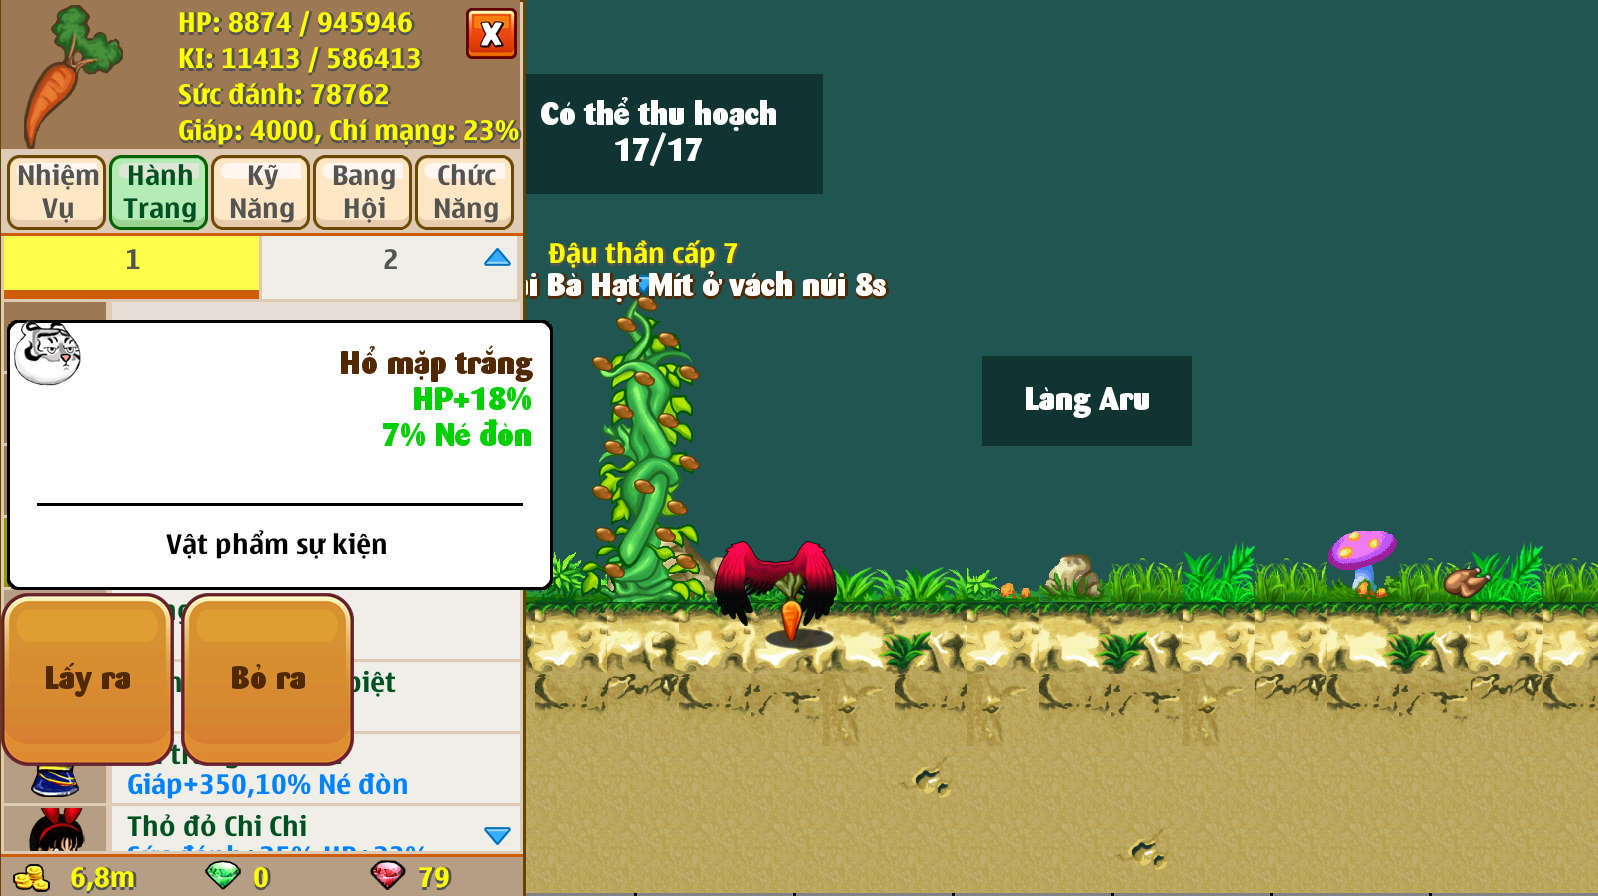 HP: 8874 / 945946
KI: 11413 / 586413
Sức đánh: 78762
Giáp: 4000, Chí mạng: 23%
X
Nhiệm Vụ
Hành Trang
Kỹ Năng
Bang Hội
Chức Năng
1
2
Có thể thu hoạch
17/17
Đậu thần cấp 7
Bà Hạt Mít ở vách núi 8s
Hổ mặp trắng
HP+18%
7% Né đòn
Vật phẩm sự kiện
Làng Aru
Lấy ra
Bỏ ra
biệt
Giáp+350,10% Né đòn
Thỏ đỏ Chi Chi
6,8m
0
79